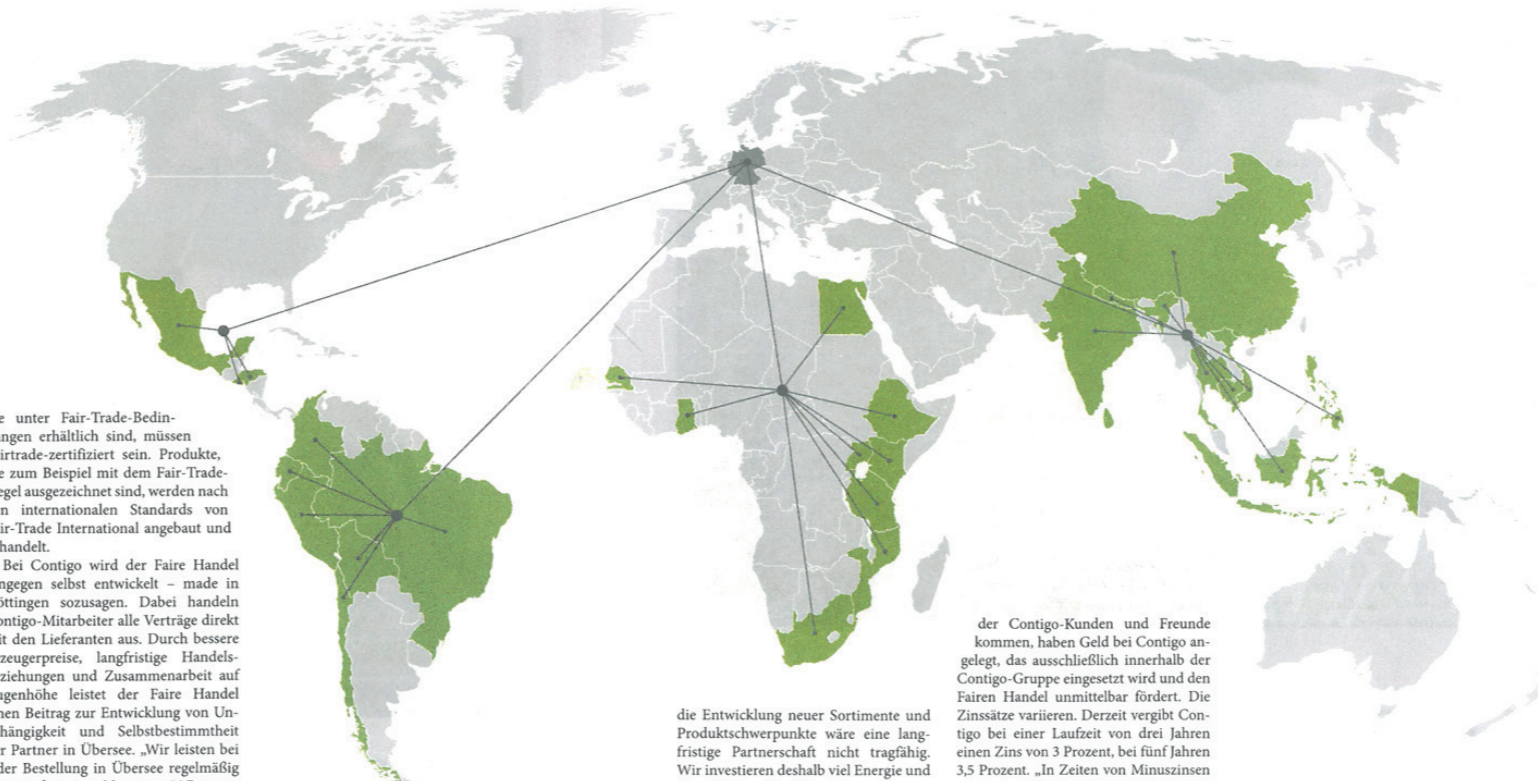 e unter Fair-Trade-Bedin-
ngen erhältlich sind, müssen
irtrade-zertifiziert sein. Produkte,
e zum Beispiel mit dem Fair-Trade-
egel ausgezeichnet sind, werden nach
n internationalen Standards von
ir-Trade International angebaut und
handelt.
Bei Contigo wird der Faire Handel
ngegen selbst entwickelt – made in
öttingen sozusagen. Dabei handeln
ontigo-Mitarbeiter alle Verträge direkt
it den Lieferanten aus. Durch bessere
zeugerpreise, langfristige Handels-
ziehungen und Zusammenarbeit auf
ugenhöhe leistet der Faire Handel
nen Beitrag zur Entwicklung von Un-
hängigkeit und Selbstbestimmtheit
r Partner in Übersee. „Wir leisten bei
der Bestellung in Übersee regelmäßig
die Entwicklung neuer Sortimente und
Produktschwerpunkte wäre eine lang-
fristige Partnerschaft nicht tragfähig.
Wir investieren deshalb viel Energie und
der Contigo-Kunden und Freunde
kommen, haben Geld bei Contigo an-
gelegt, das ausschließlich innerhalb der
Contigo-Gruppe eingesetzt wird und den
Fairen Handel unmittelbar fördert. Die
Zinssätze variieren. Derzeit vergibt Con-
tigo bei einer Laufzeit von drei Jahren
einen Zins von 3 Prozent, bei fünf Jahren
3,5 Prozent. „In Zeiten von Minuszinsen